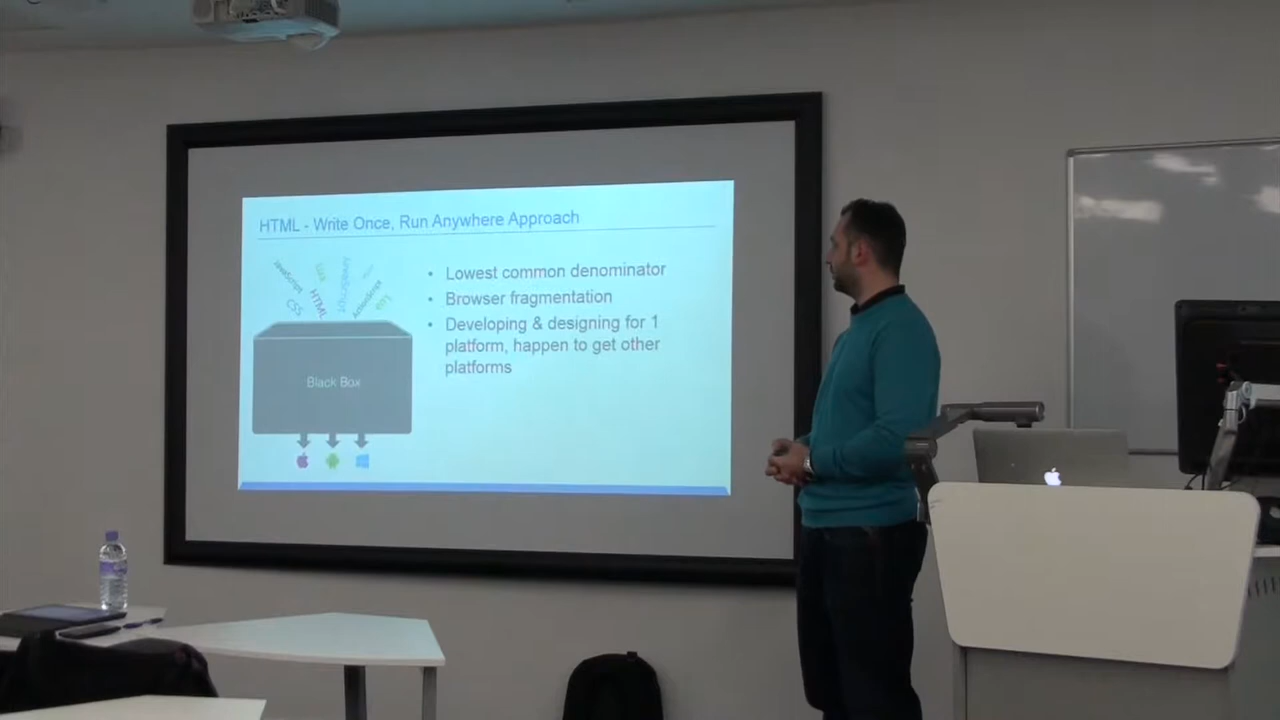 HTML - Write Once, Run Anywhere Approach
JavaScript
CSS
HTML
• Lowest common denominator
• Browser fragmentation
• Developing & designing for 1
platform, happen to get other
platforms
Black Box